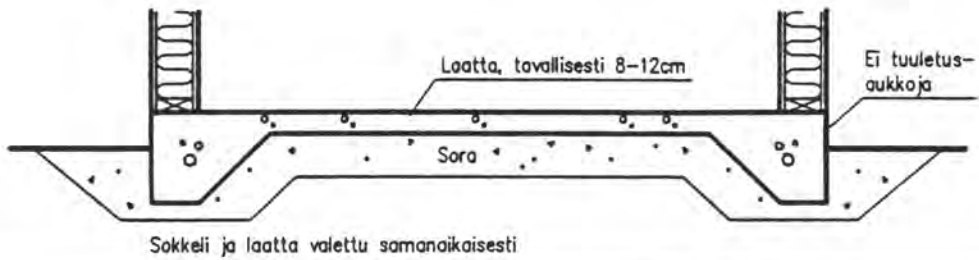 Laatta, tavallisesti 8-12cm
Ei tuuletus-
aukkoja
Sora
Sokkeli ja laatta valettu samanaikaisesti